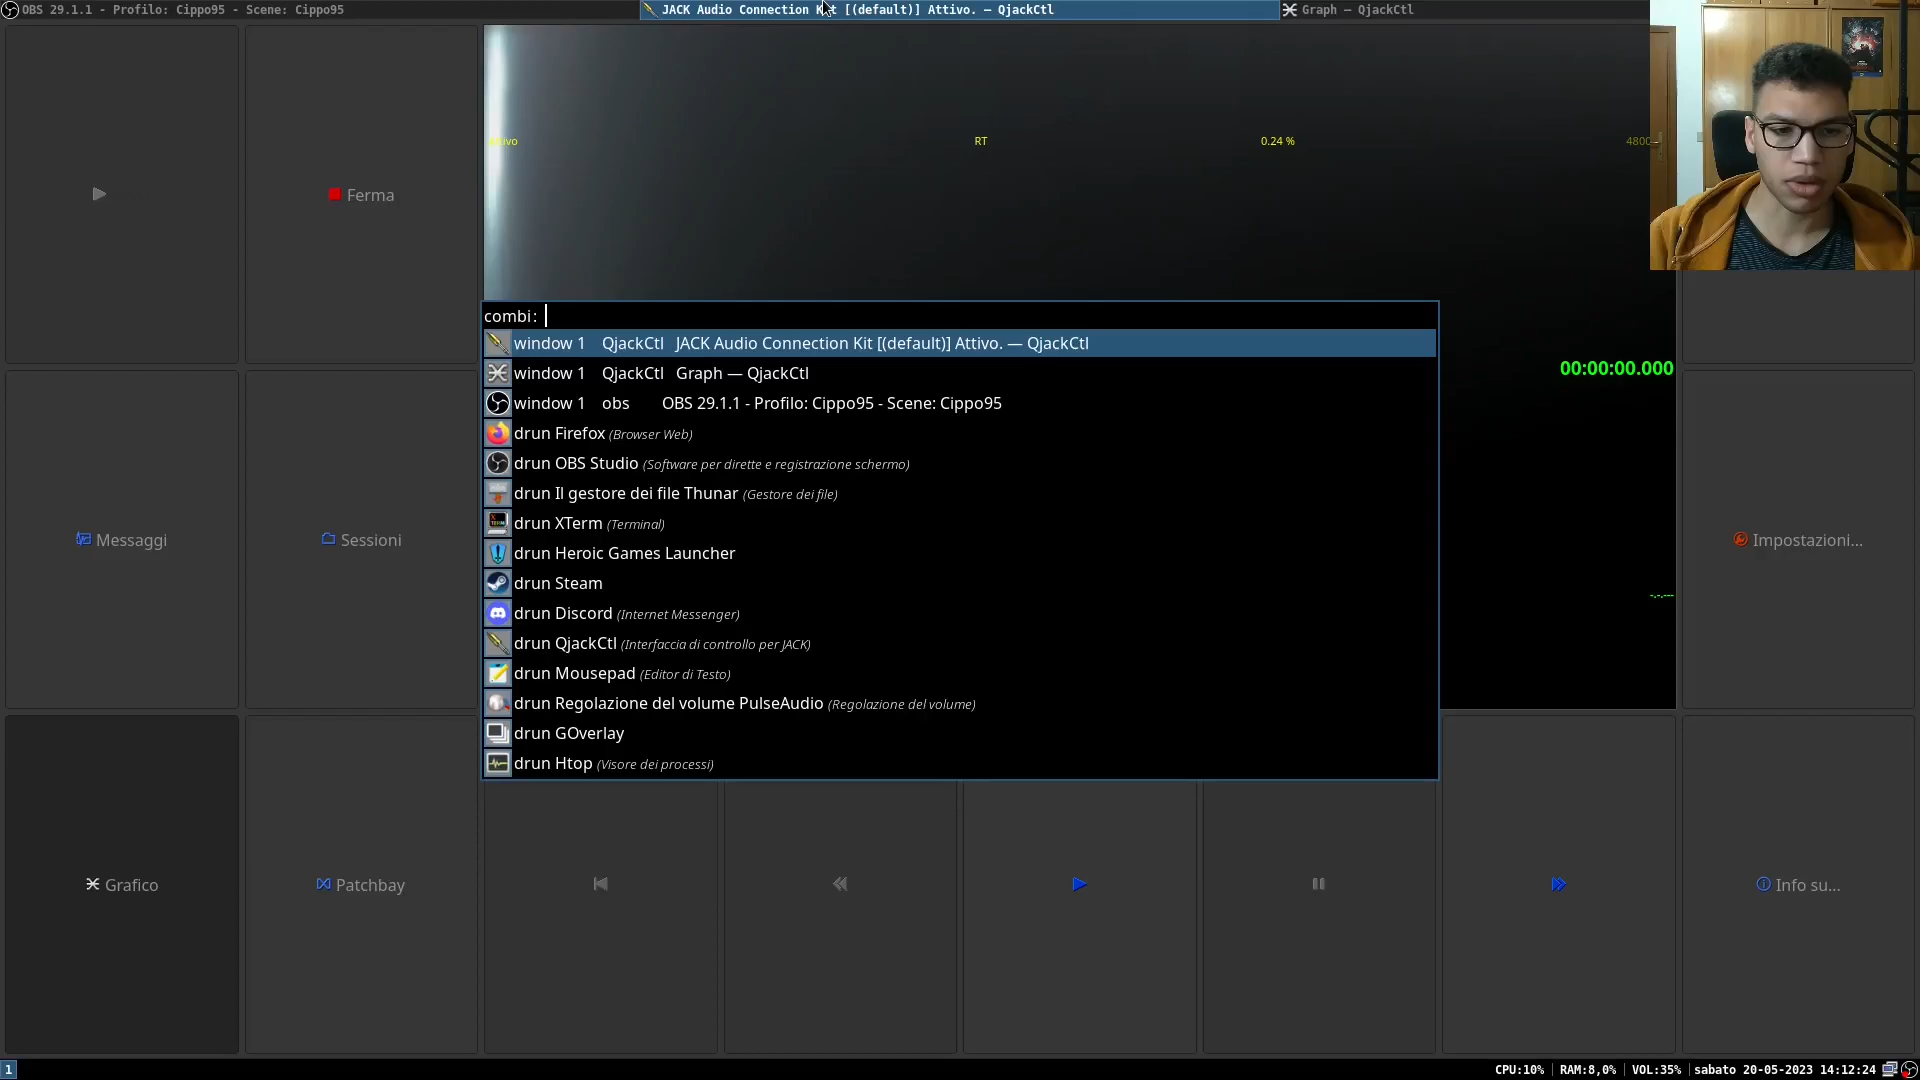 OBS 29.1.1 - Profilo: Cippo95 - Scene: Cippo95
JACK Audio Connection Kit [(default)] Attivo. — QjackCtl
Graph — QjackCtl
RT
0.24 %
Ferma
combi:
window 1 QjackCtl JACK Audio Connection Kit [(default)] Attivo. — QjackCtl
window 1 QjackCtl Graph — QjackCtl
window 1 obs OBS 29.1.1 - Profilo: Cippo95 - Scene: Cippo95
drun Firefox (Browser Web)
drun OBS Studio (Software per dirette e registrazione schermo)
drun Il gestore dei file Thunar (Gestore dei file)
drun XTerm (Terminal)
drun Heroic Games Launcher
drun Steam
drun Discord (Internet Messenger)
drun QjackCtl (Interfaccia di controllo per JACK)
drun Mousepad (Editor di Testo)
drun Regolazione del volume PulseAudio (Regolazione del volume)
drun GOverlay
drun Htop (Visore dei processi)
00:00:00.000
Messaggi
Sessioni
Impostazioni...
-.-.---
Grafico
Patchbay
Info su...
1
CPU:10% | RAM:8,0% | VOL:35% | sabato 20-05-2023 14:12:24